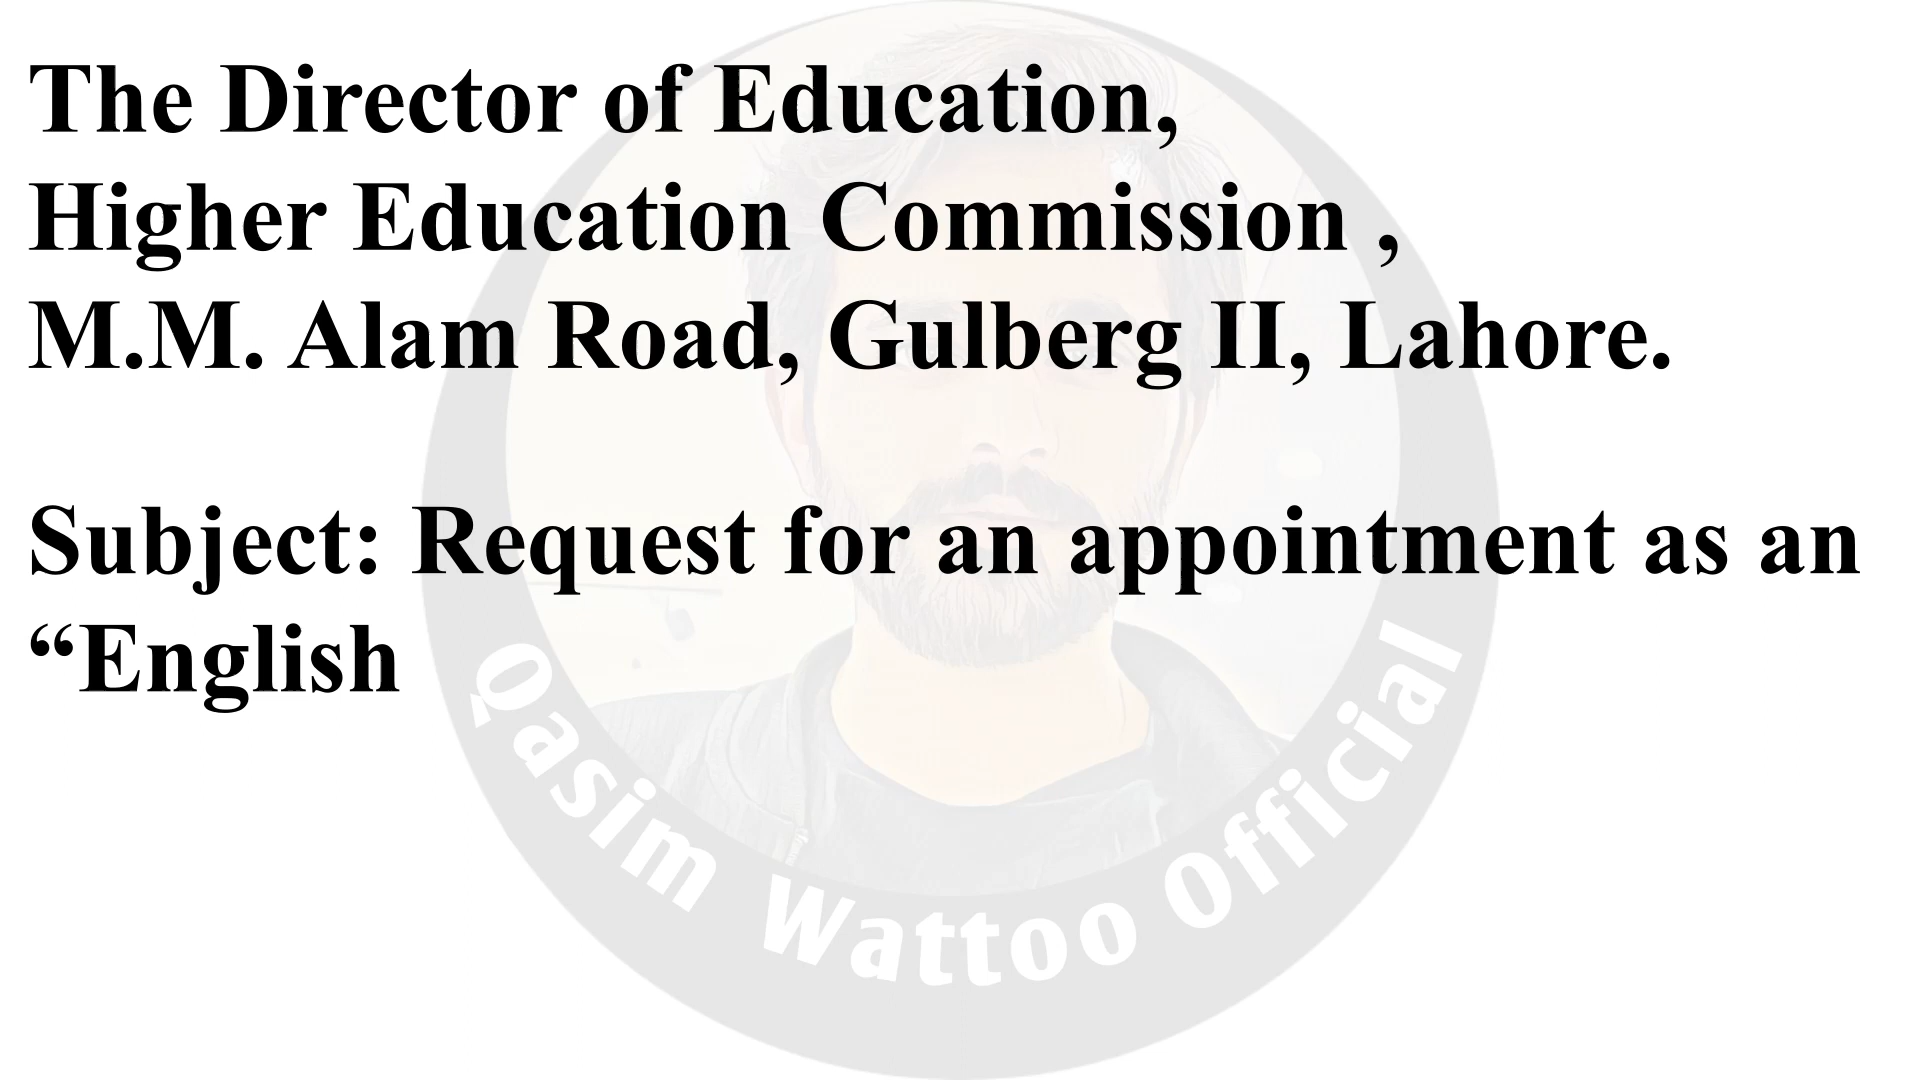 The Director of Education,
Higher Education Commission ,
M.M. Alam Road, Gulberg II, Lahore.
Subject: Request for an appointment as an
“English
Qasim Wattoo Official